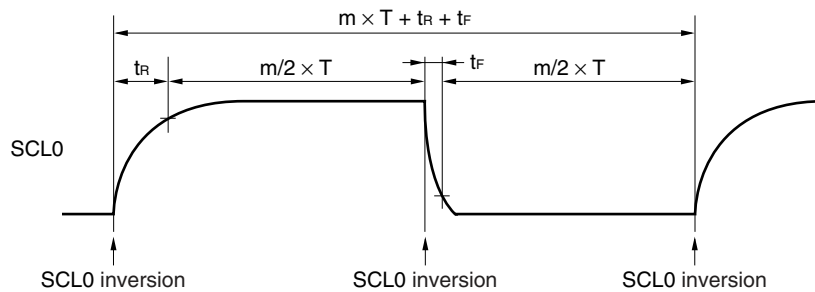 m × T + tR + tF
tR
m/2 × T
tF
m/2 × T
SCL0
SCL0 inversion
SCL0 inversion
SCL0 inversion